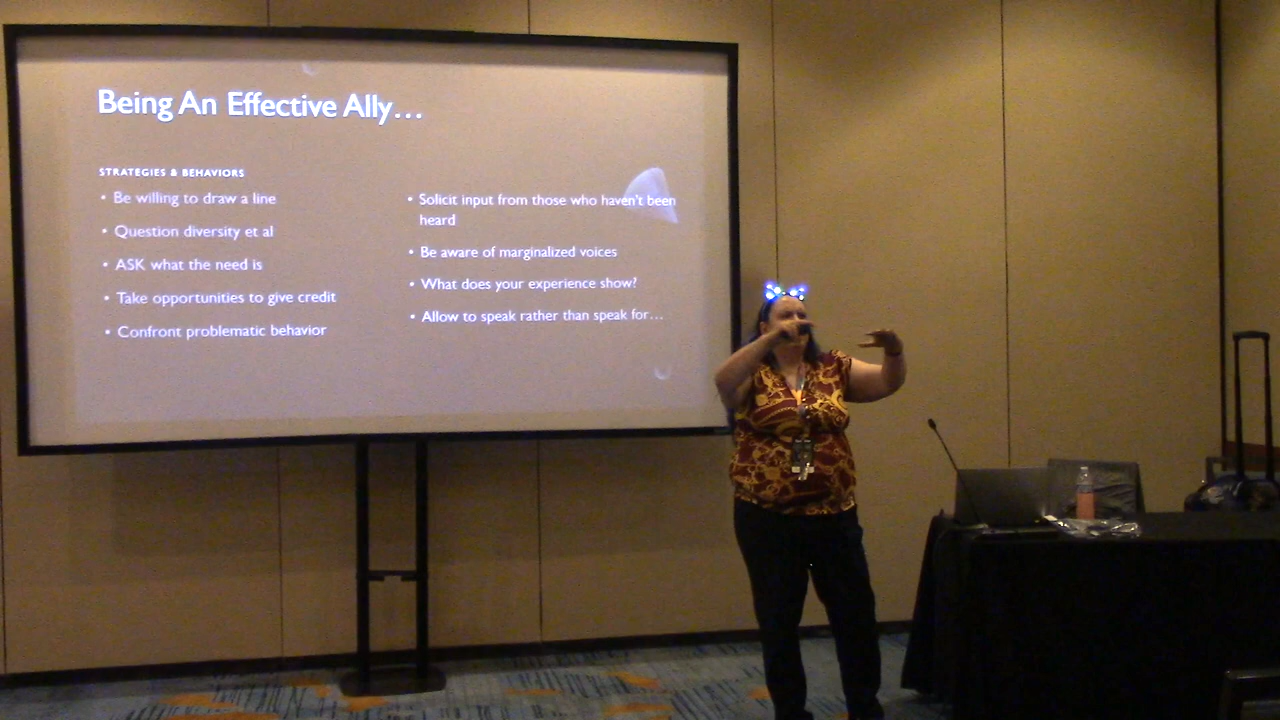 Being An Effective Ally...
STRATEGIES & BEHAVIORS
• Be willing to draw a line
• Question diversity et al
• ASK what the need is
• Take opportunities to give credit
• Confront problematic behavior
• Solicit input from those who haven't been
heard
• Be aware of marginalized voices
• What does your experience show?
• Allow to speak rather than speak for...